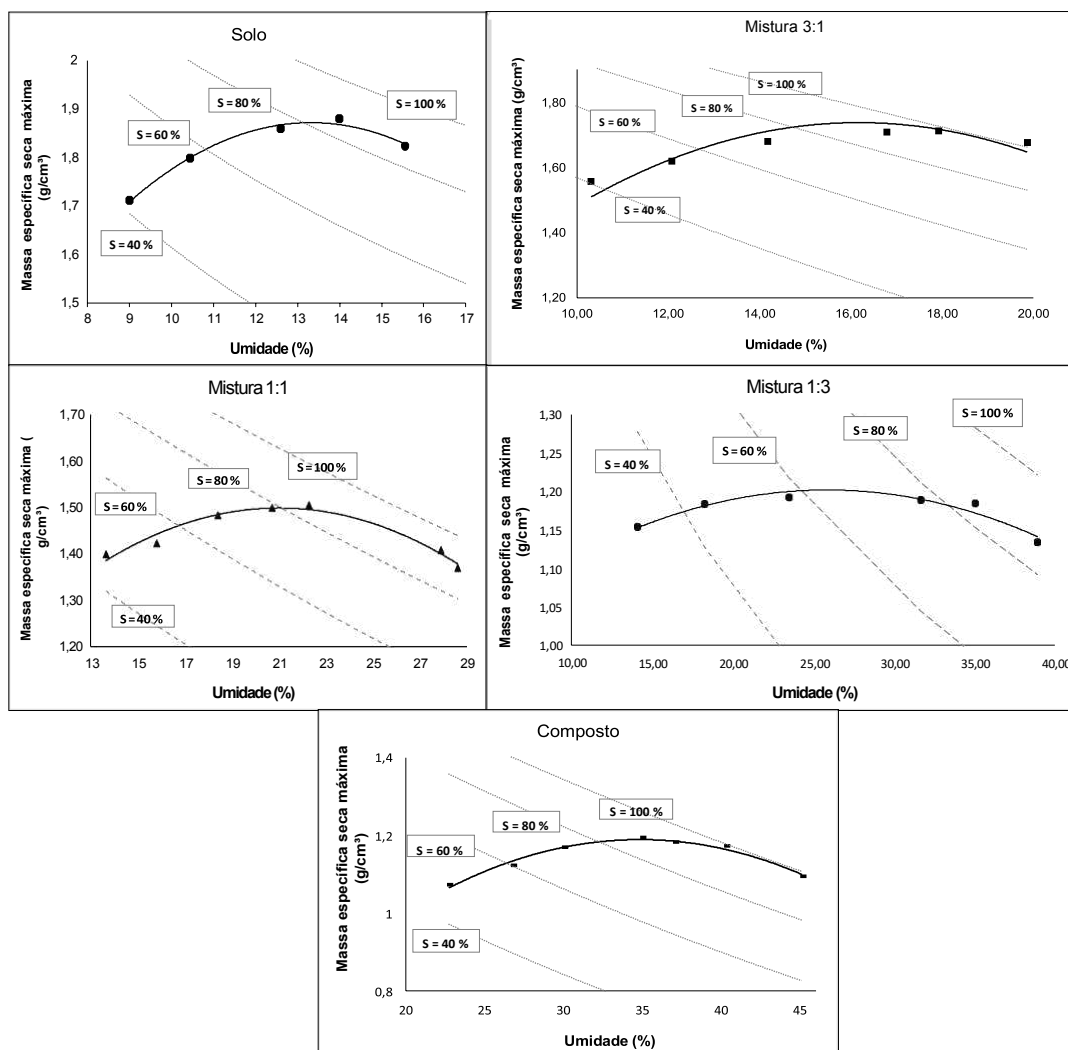 Solo
Massa específica seca máxima
(g/cm³)
2
1,9
1,8
1,7
1,6
1,5
S = 100 %
S = 80 %
S = 60 %
S = 40 %
8 9 10 11 12 13 14 15 16 17
Umidade (%)
Mistura 3:1
Massa específica seca máxima (g/cm³)
1,80
1,60
1,40
1,20
S = 100 %
S = 80 %
S = 60 %
S = 40 %
10,00 12,00 14,00 16,00 18,00 20,00
Umidade (%)
Mistura 1:1
Massa específica seca máxima (
g/cm³)
1,70
1,60
1,50
1,40
1,30
1,20
S = 100 %
S = 80 %
S = 60 %
S = 40 %
13 15 17 19 21 23 25 27 29
Umidade (%)
Mistura 1:3
Massa específica seca máxima
(g/cm³)
1,30
1,20
1,15
1,10
1,05
1,00
S = 100 %
S = 80 %
S = 60 %
S = 40 %
10,00 15,00 20,00 25,00 30,00 35,00 40,00
Umidade (%)
Composto
Massa específica seca máxima
(g/cm³)
1,4
1,2
1
0,8
S = 100 %
S = 80 %
S = 60 %
S = 40 %
20 25 30 35 40 45
Umidade (%)